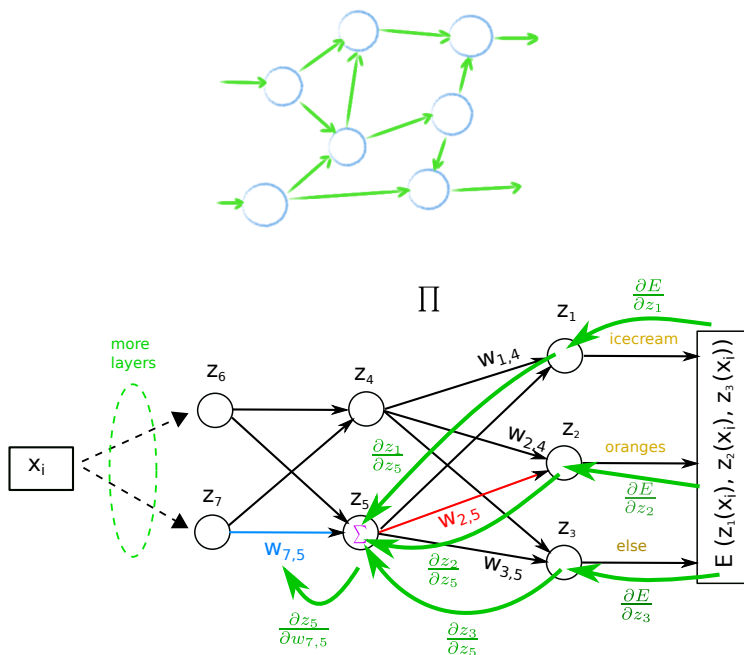 ∏
∂E/∂z₁
z₁
icecream
w₁,₄
more
layers
z₆
z₄
z₂
w₂,₄
oranges
∂z₁/∂z₅
xᵢ
z₇
z₅
Σ
w₂,₅
∂E/∂z₂
z₃
else
w₇,₅
∂z₂/∂z₅
w₃,₅
∂z₅/∂w₇,₅
∂z₃/∂z₅
∂E/∂z₃
E (z₁(xᵢ), z₂(xᵢ), z₃(xᵢ))